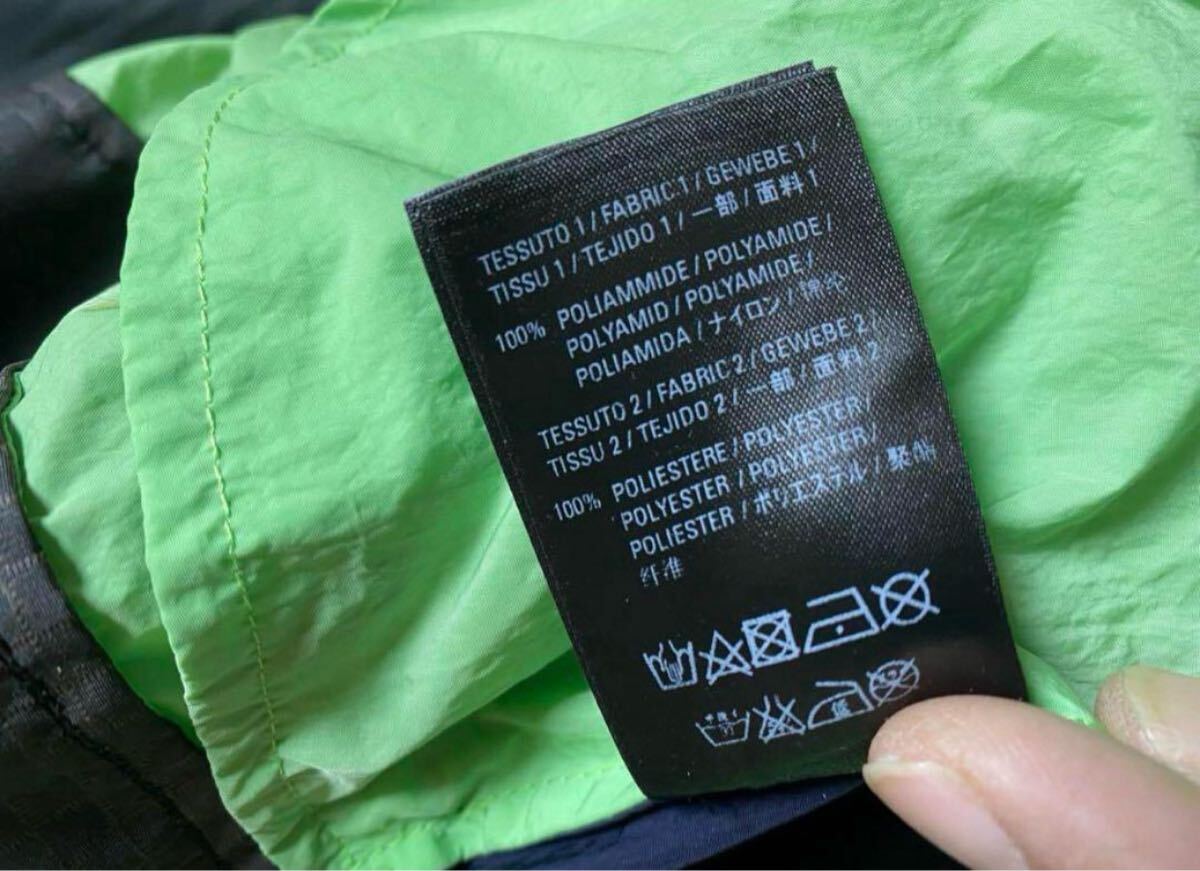 TESSUTO 1 / FABRIC 1 / GEWEBE 1 /
TISSU 1 / TEJIDO 1 / 一部 / 面料 1
100% POLIAMMIDE / POLYAMIDE /
POLYAMID / POLYAMIDE /
POLIAMIDA / ナイロン / 锦纶
TESSUTO 2 / FABRIC 2 / GEWEBE 2 /
TISSU 2 / TEJIDO 2 / 一部 / 面料 2
100% POLIESTERE / POLYESTER /
POLYESTER / POLYESTER /
POLIESTER / ポリエステル / 聚酯
纤维
低